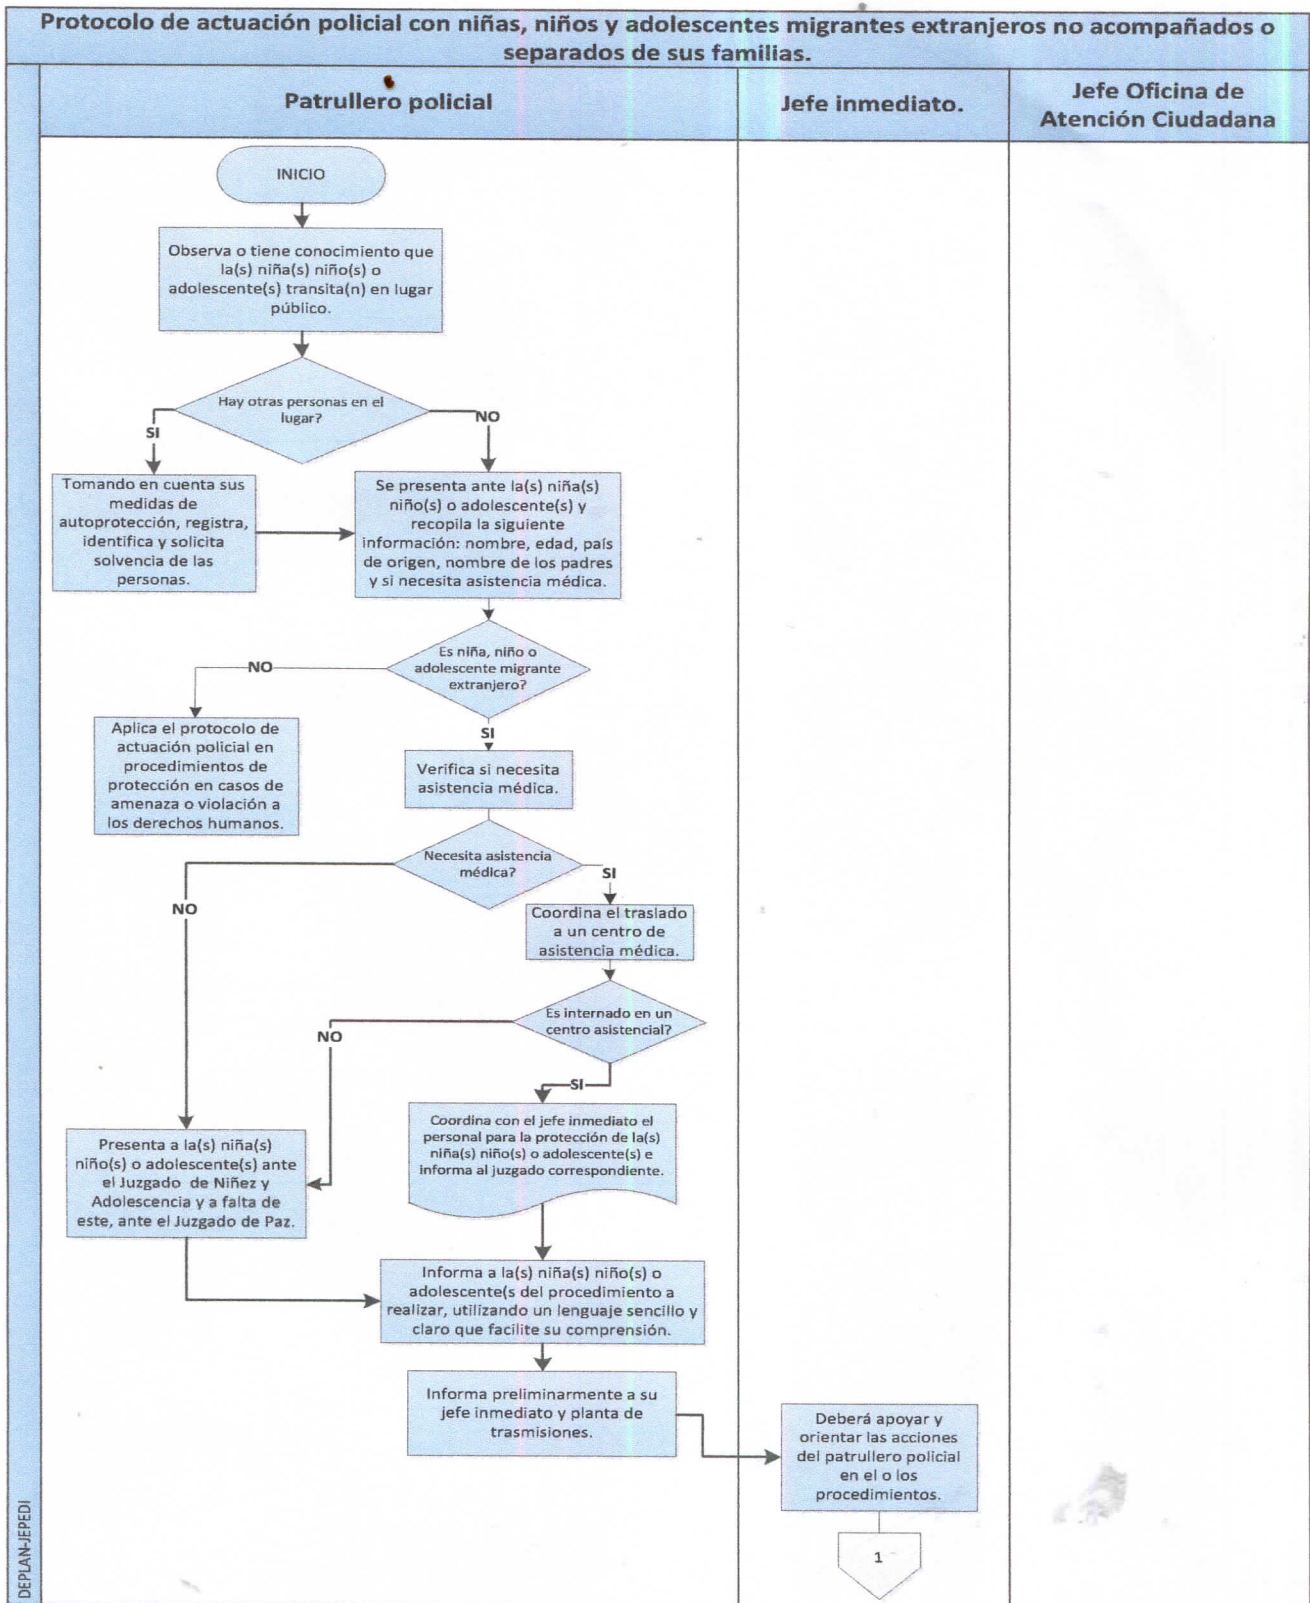 Protocolo de actuación policial con niñas, niños y adolescentes migrantes extranjeros no acompañados o
separados de sus familias.
Patrullero policial
Jefe inmediato.
Jefe Oficina de
Atención Ciudadana
INICIO
Observa o tiene conocimiento que
la(s) niña(s) niño(s) o
adolescente(s) transita(n) en lugar
público.
Hay otras personas en el
lugar?
SI
NO
Tomando en cuenta sus
medidas de
autoprotección, registra,
identifica y solicita
solvencia de las
personas.
Se presenta ante la(s) niña(s)
niño(s) o adolescente(s) y
recopila la siguiente
información: nombre, edad, país
de origen, nombre de los padres
y si necesita asistencia médica.
Es niña, niño o
adolescente migrante
extranjero?
NO
SI
Aplica el protocolo de
actuación policial en
procedimientos de
protección en casos de
amenaza o violación a
los derechos humanos.
Verifica si necesita
asistencia médica.
Necesita asistencia
médica?
SI
NO
Coordina el traslado
a un centro de
asistencia médica.
Es internado en un
centro asistencial?
NO
SI
Coordina con el jefe inmediato el
personal para la protección de la(s)
niña(s) niño(s) o adolescente(s) e
informa al juzgado correspondiente.
Presenta a la(s) niña(s)
niño(s) o adolescente(s) ante
el Juzgado de Niñez y
Adolescencia y a falta de
este, ante el Juzgado de Paz.
Informa a la(s) niña(s) niño(s) o
adolescente(s del procedimiento a
realizar, utilizando un lenguaje sencillo y
claro que facilite su comprensión.
Informa preliminarmente a su
jefe inmediato y planta de
trasmisiones.
Deberá apoyar y
orientar las acciones
del patrullero policial
en el o los
procedimientos.
1
DEPLAN-JEPEDI